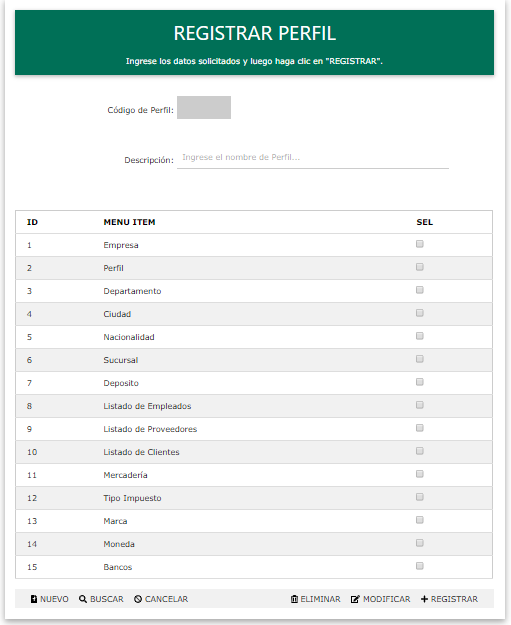 REGISTRAR PERFIL
Ingrese los datos solicitados y luego haga clic en "REGISTRAR".
Código de Perfil:
Descripción: Ingrese el nombre de Perfil...
ID MENU ITEM SEL
1 Empresa
2 Perfil
3 Departamento
4 Ciudad
5 Nacionalidad
6 Sucursal
7 Deposito
8 Listado de Empleados
9 Listado de Proveedores
10 Listado de Clientes
11 Mercadería
12 Tipo Impuesto
13 Marca
14 Moneda
15 Bancos
NUEVO BUSCAR CANCELAR ELIMINAR MODIFICAR REGISTRAR